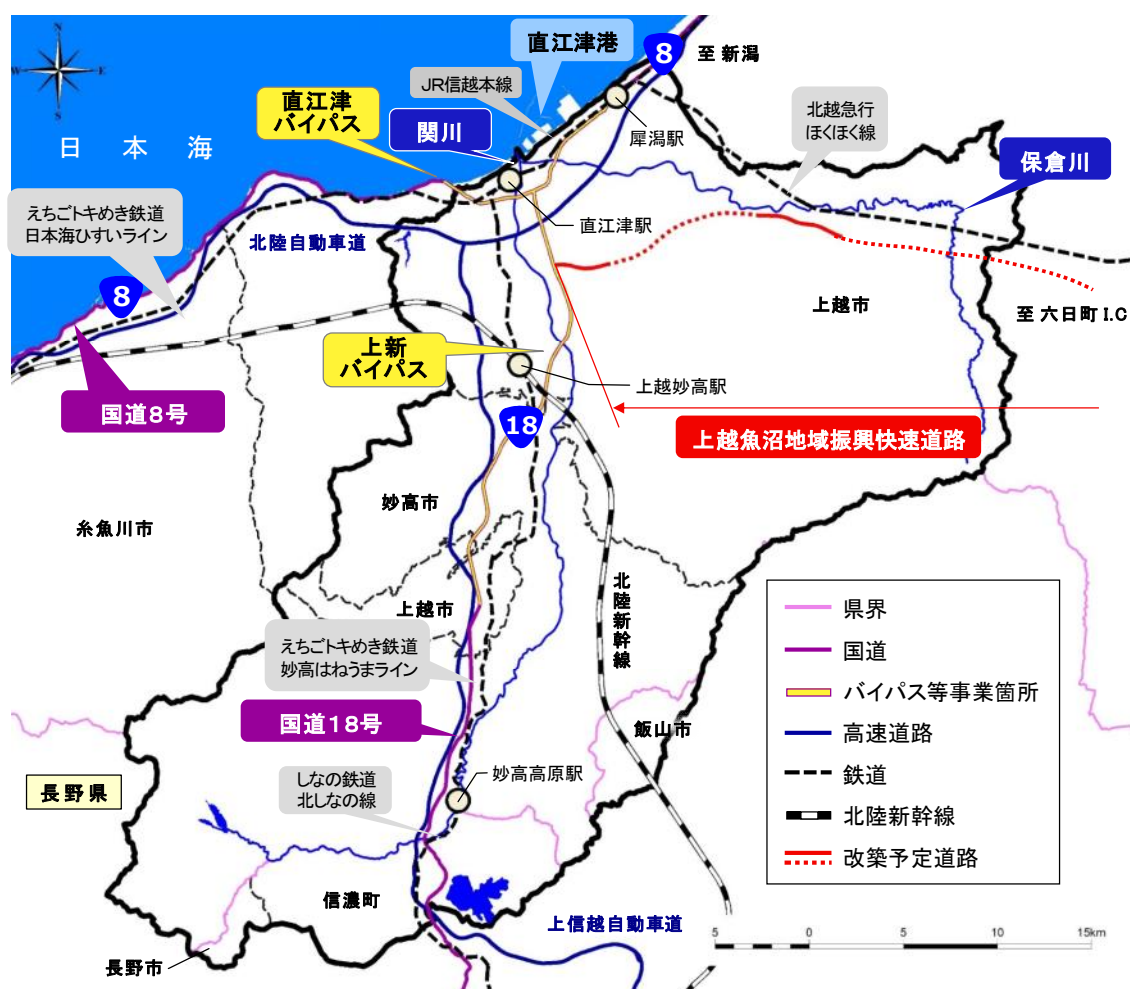 N
W
E
S
直江津港
8
至 新潟
JR信越本線
直江津
バイパス
関川
犀潟駅
北越急行
ほくほく線
日 本 海
保倉川
えちごトキめき鉄道
日本海ひすいライン
北陸自動車道
直江津駅
8
上越市
至 六日町 I.C
上新
バイパス
上越妙高駅
国道8号
18
上越魚沼地域振興快速道路
妙高市
糸魚川市
北陸新幹線
上越市
えちごトキめき鉄道
妙高はねうまライン
国道18号
飯山市
妙高高原駅
しなの鉄道
北しなの線
長野県
信濃町
上信越自動車道
長野市
県界
国道
バイパス等事業箇所
高速道路
鉄道
北陸新幹線
改築予定道路
5 0 5 10 15km